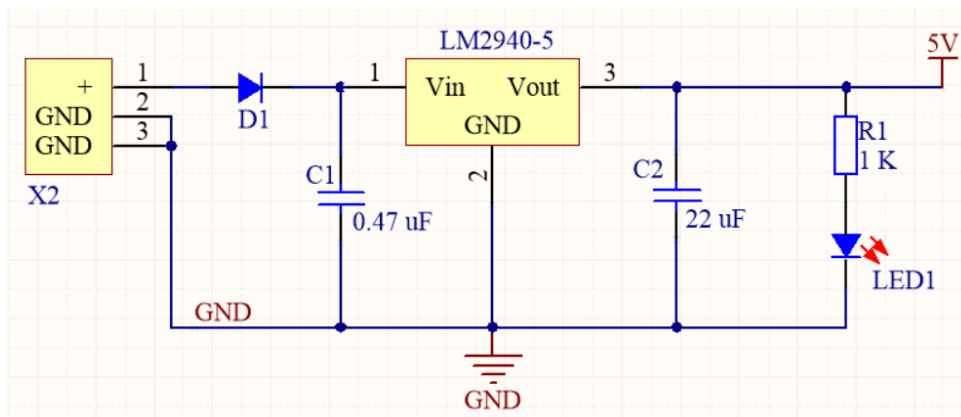 LM2940-5
5V
1
1
3
+
Vin
Vout
2
GND
D1
GND
R1
3
GND
1 K
C1
2
C2
X2
0.47 uF
22 uF
LED1
GND
GND